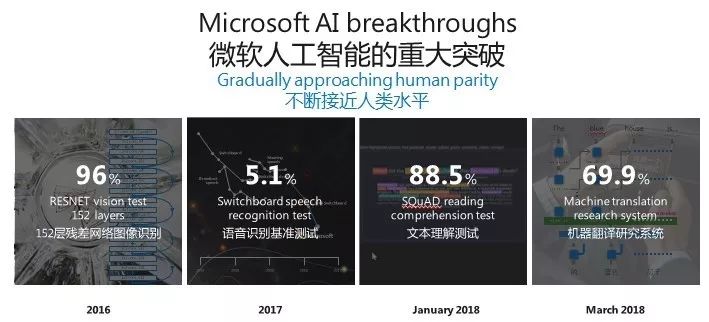 Microsoft AI breakthroughs
微软人工智能的重大突破
Gradually approaching human parity
不断接近人类水平
96%
RESNET vision test
152 layers
152层残差网络图像识别
2016
Switchboard
5.1%
Switchboard speech
recognition test
语音识别基准测试
2017
88.5%
SQuAD reading
comprehension test
文本理解测试
January 2018
The blue house is
69.9%
Machine translation
research system
机器翻译研究系统
March 2018